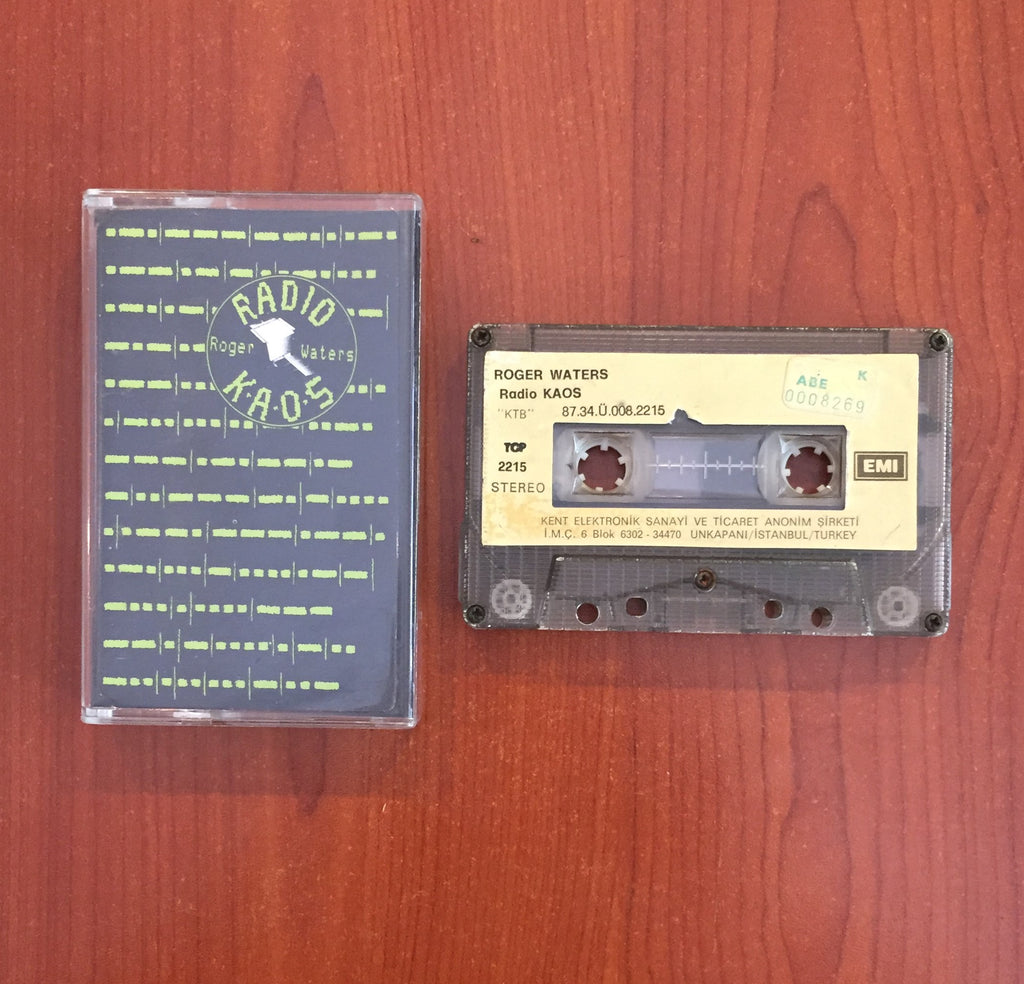 RADIO
Roger Waters
K·A·O·S
ROGER WATERS
Radio KAOS
"KTB" 87.34.Ü.008.2215
ABE K
0008269
TCP
2215
STEREO
EMI
KENT ELEKTRONİK SANAYİ VE TİCARET ANONİM ŞİRKETİ
İ.M.Ç. 6 Blok 6302 - 34470 UNKAPANI/İSTANBUL/TURKEY